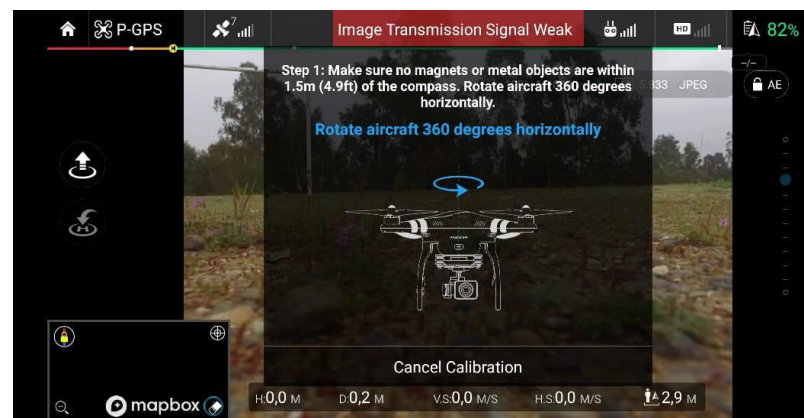 P-GPS
7
Image Transmission Signal Weak
HD
82%
-/-
Step 1: Make sure no magnets or metal objects are within
1.5m (4.9ft) of the compass. Rotate aircraft 360 degrees
horizontally.
JPEG
AE
Rotate aircraft 360 degrees horizontally
H
Cancel Calibration
mapbox
H:0,0 M D:0,2 M V.S:0,0 M/S H.S:0,0 M/S 2,9 M